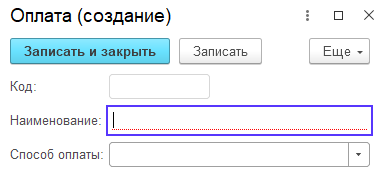 Оплата (создание)
Записать и закрыть Записать Еще
Код:
Наименование:
Способ оплаты: